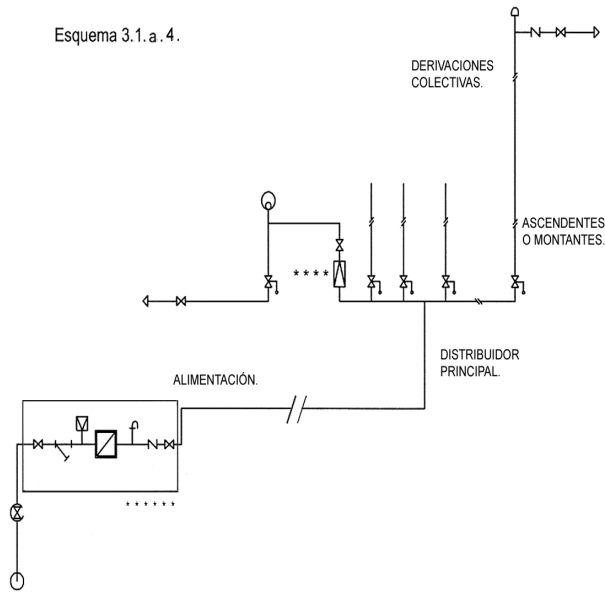 Esquema 3.1.a.4.
DERIVACIONES
COLECTIVAS.
ASCENDENTES
O MONTANTES.
* * * *
DISTRIBUIDOR
PRINCIPAL.
ALIMENTACIÓN.
* * * * * *